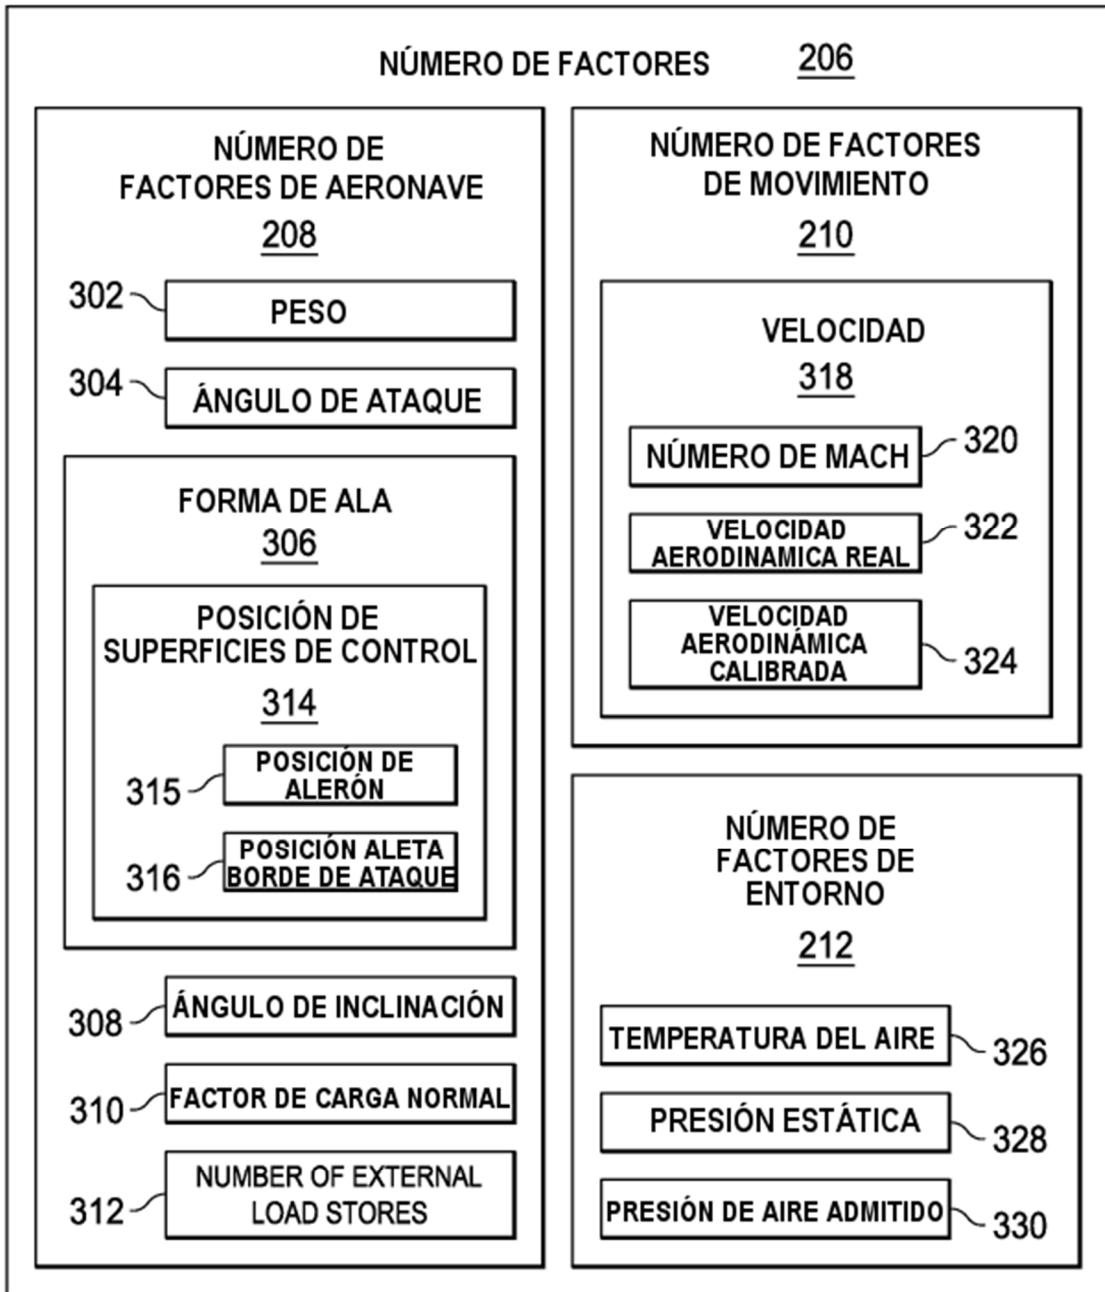 NÚMERO DE FACTORES 206
NÚMERO DE
FACTORES DE AERONAVE
208
302 PESO
304 ÁNGULO DE ATAQUE
FORMA DE ALA
306
POSICIÓN DE
SUPERFICIES DE CONTROL
314
315 POSICIÓN DE
ALERÓN
316 POSICIÓN ALETA
BORDE DE ATAQUE
308 ÁNGULO DE INCLINACIÓN
310 FACTOR DE CARGA NORMAL
312 NUMBER OF EXTERNAL
LOAD STORES
NÚMERO DE FACTORES
DE MOVIMIENTO
210
VELOCIDAD
318
NÚMERO DE MACH 320
VELOCIDAD
AERODINAMICA REAL 322
VELOCIDAD
AERODINÁMICA
CALIBRADA 324
NÚMERO DE
FACTORES DE
ENTORNO
212
TEMPERATURA DEL AIRE 326
PRESIÓN ESTÁTICA 328
PRESIÓN DE AIRE ADMITIDO 330